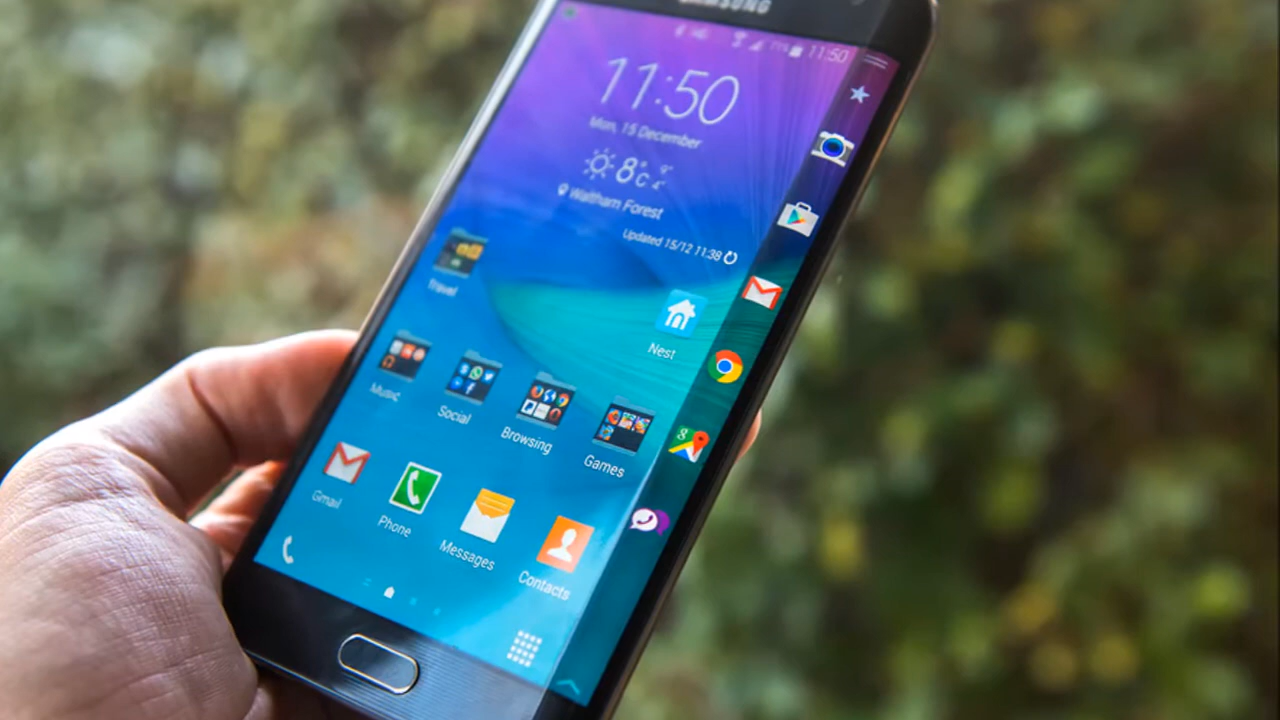 SAMSUNG
11:50
11:50
Mon, 15 December
8°C
Waltham Forest
Updated 15/12 11:38
Travel
Nest
Music
Social
Browsing
Games
Gmail
Phone
Messages
Contacts